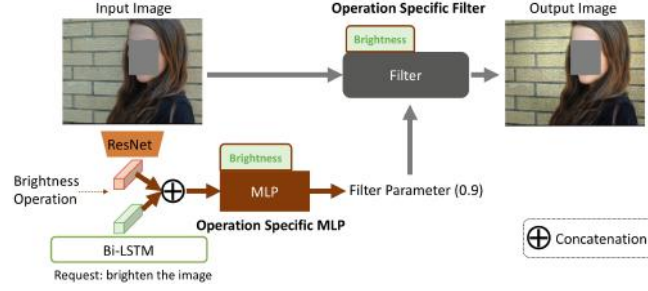 Input Image
Operation Specific Filter
Output Image
Brightness
Filter
ResNet
Brightness
Operation
Brightness
MLP
Filter Parameter (0.9)
Operation Specific MLP
Bi-LSTM
Concatenation
Request: brighten the image